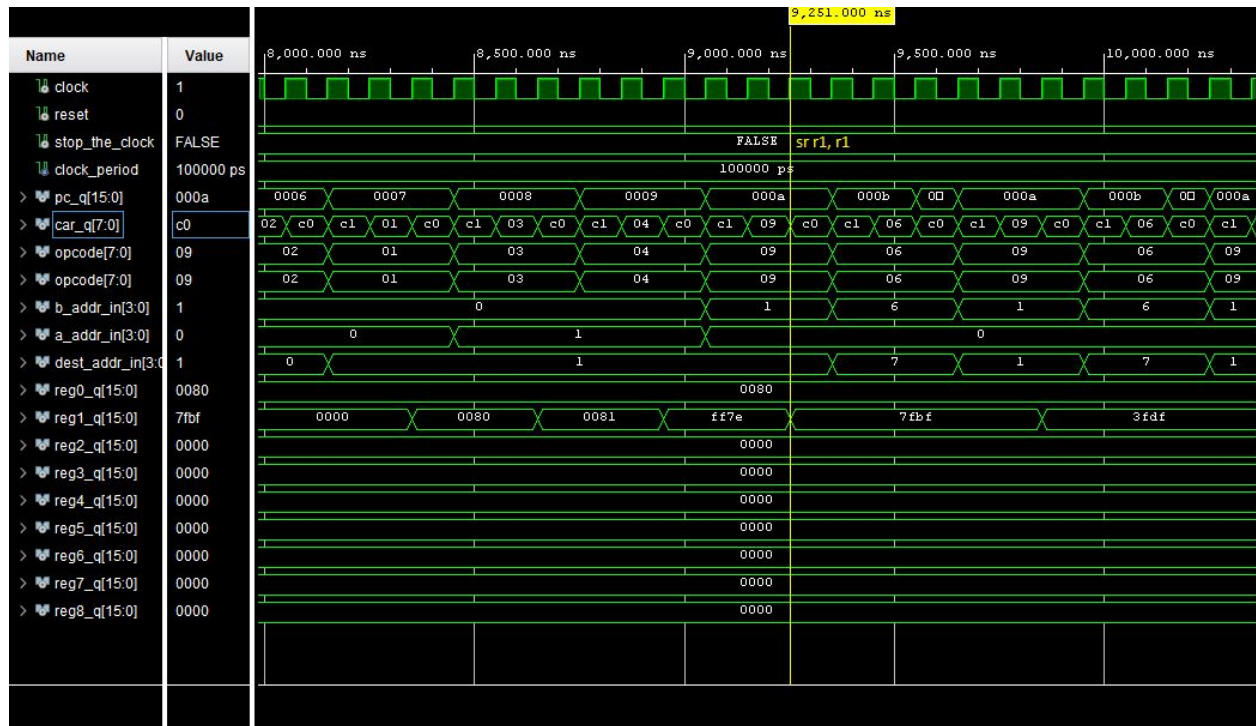 9,251.000 ns
Name Value 8,000.000 ns 8,500.000 ns 9,000.000 ns 9,500.000 ns 10,000.000 ns
clock 1
reset 0
stop_the_clock FALSE FALSE sr r1, r1
clock_period 100000 ps 100000 ps
> pc_q[15:0] 000a 0006 0007 0008 0009 000a 000b 000a 000b 000a
> car_q[7:0] c0 02 c0 c1 01 c0 c1 03 c0 c1 04 c0 c1 09 c0 c1 06 c0 c1 09 c0 c1 06 c0 c1
> opcode[7:0] 09 02 01 03 04 09 06 09 06 09
> opcode[7:0] 09 02 01 03 04 09 06 09 06 09
> b_addr_in[3:0] 1 0 1 6 1 6 1
> a_addr_in[3:0] 0 0 1 0
> dest_addr_in[3:0 1 0 1 7 1 7 1
> reg0_q[15:0] 0080 0080
> reg1_q[15:0] 7fbf 0000 0080 0081 ff7e 7fbf 3fdf
> reg2_q[15:0] 0000 0000
> reg3_q[15:0] 0000 0000
> reg4_q[15:0] 0000 0000
> reg5_q[15:0] 0000 0000
> reg6_q[15:0] 0000 0000
> reg7_q[15:0] 0000 0000
> reg8_q[15:0] 0000 0000